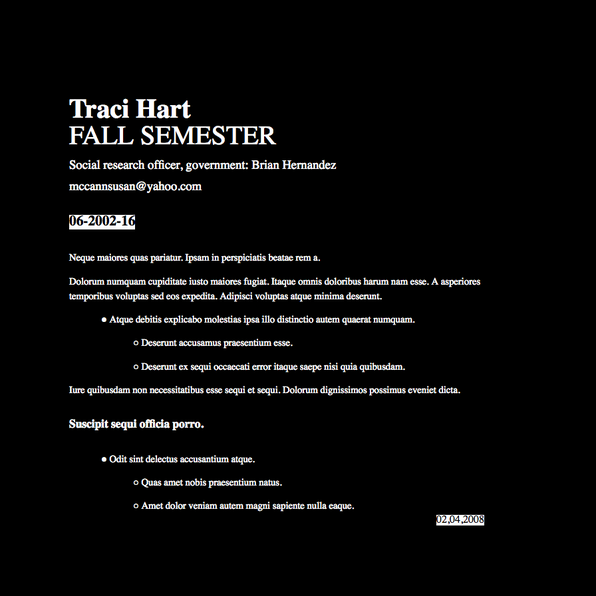 Traci Hart
FALL SEMESTER
Social research officer, government: Brian Hernandez
mccannsusan@yahoo.com
06-2002-16
Neque maiores quas pariatur. Ipsam in perspiciatis beatae rem a.
Dolorum numquam cupiditate iusto maiores fugiat. Itaque omnis doloribus harum nam esse. A asperiores
temporibus voluptas sed eos expedita. Adipisci voluptas atque minima deserunt.
Atque debitis explicabo molestias ipsa illo distinctio autem quaerat numquam.
Deserunt accusamus praesentium esse.
Deserunt ex sequi occaecati error itaque saepe nisi quia quibusdam.
Iure quibusdam non necessitatibus esse sequi et sequi. Dolorum dignissimos possimus eveniet dicta.
Suscipit sequi officia porro.
Odit sint delectus accusantium atque.
Quas amet nobis praesentium natus.
Amet dolor veniam autem magni sapiente nulla eaque.
02,04,2008